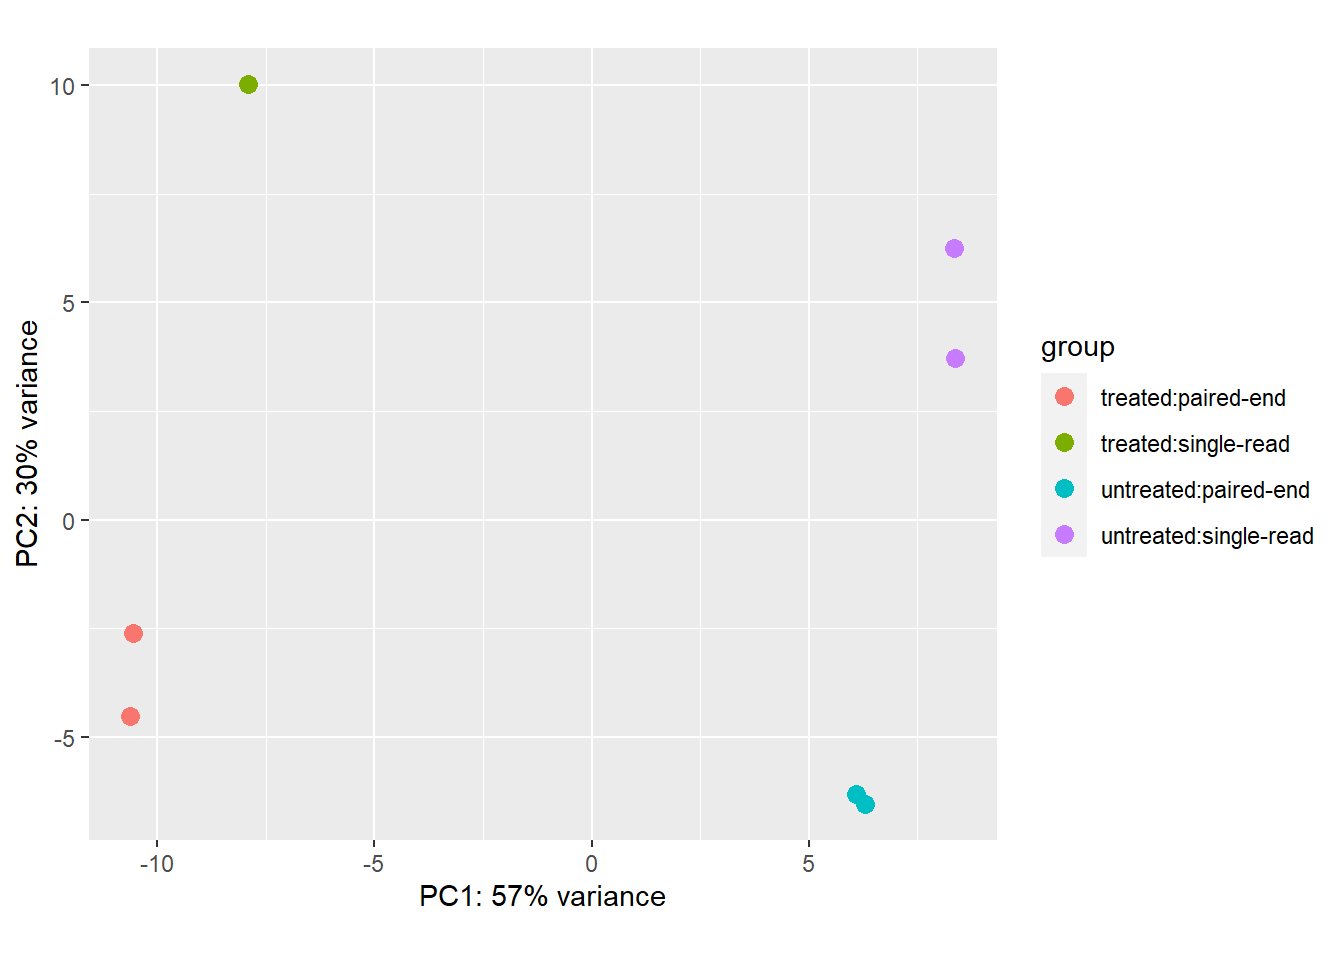 10
5
0
-5
PC2: 30% variance
-10
-5
0
5
PC1: 57% variance
group
treated:paired-end
treated:single-read
untreated:paired-end
untreated:single-read